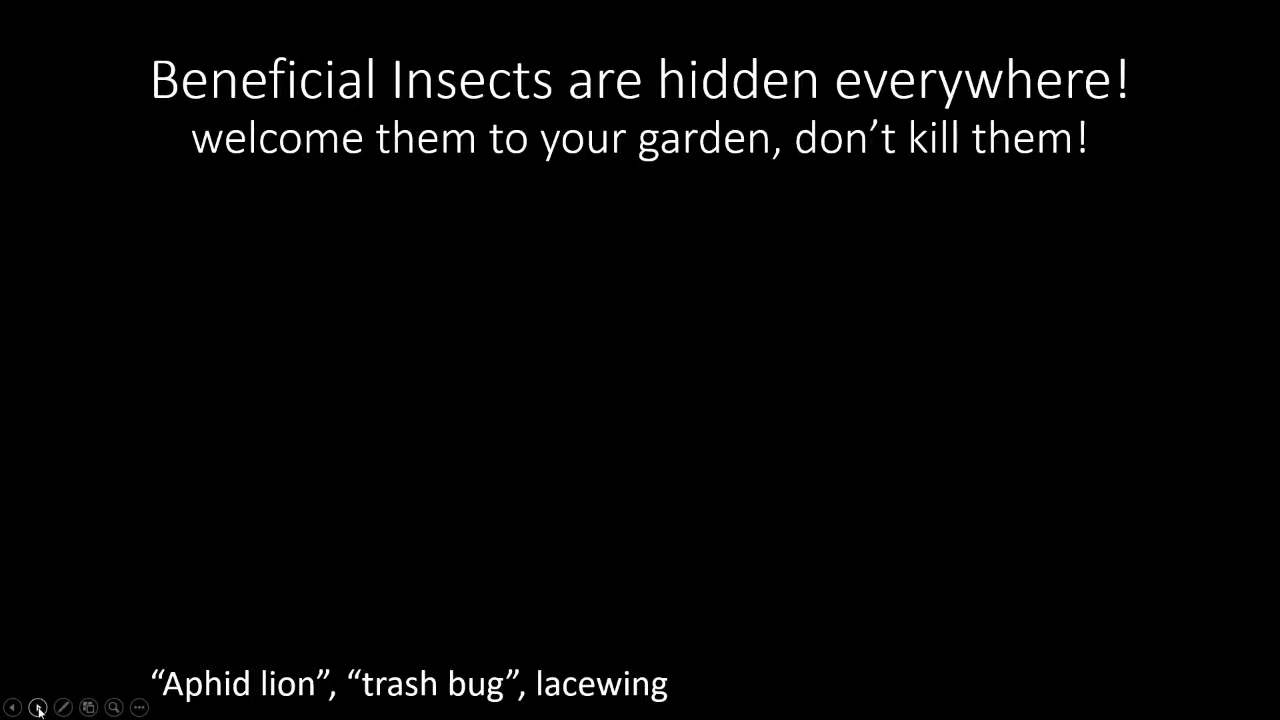 Beneficial Insects are hidden everywhere!
welcome them to your garden, don’t kill them!
“Aphid lion”, “trash bug”, lacewing